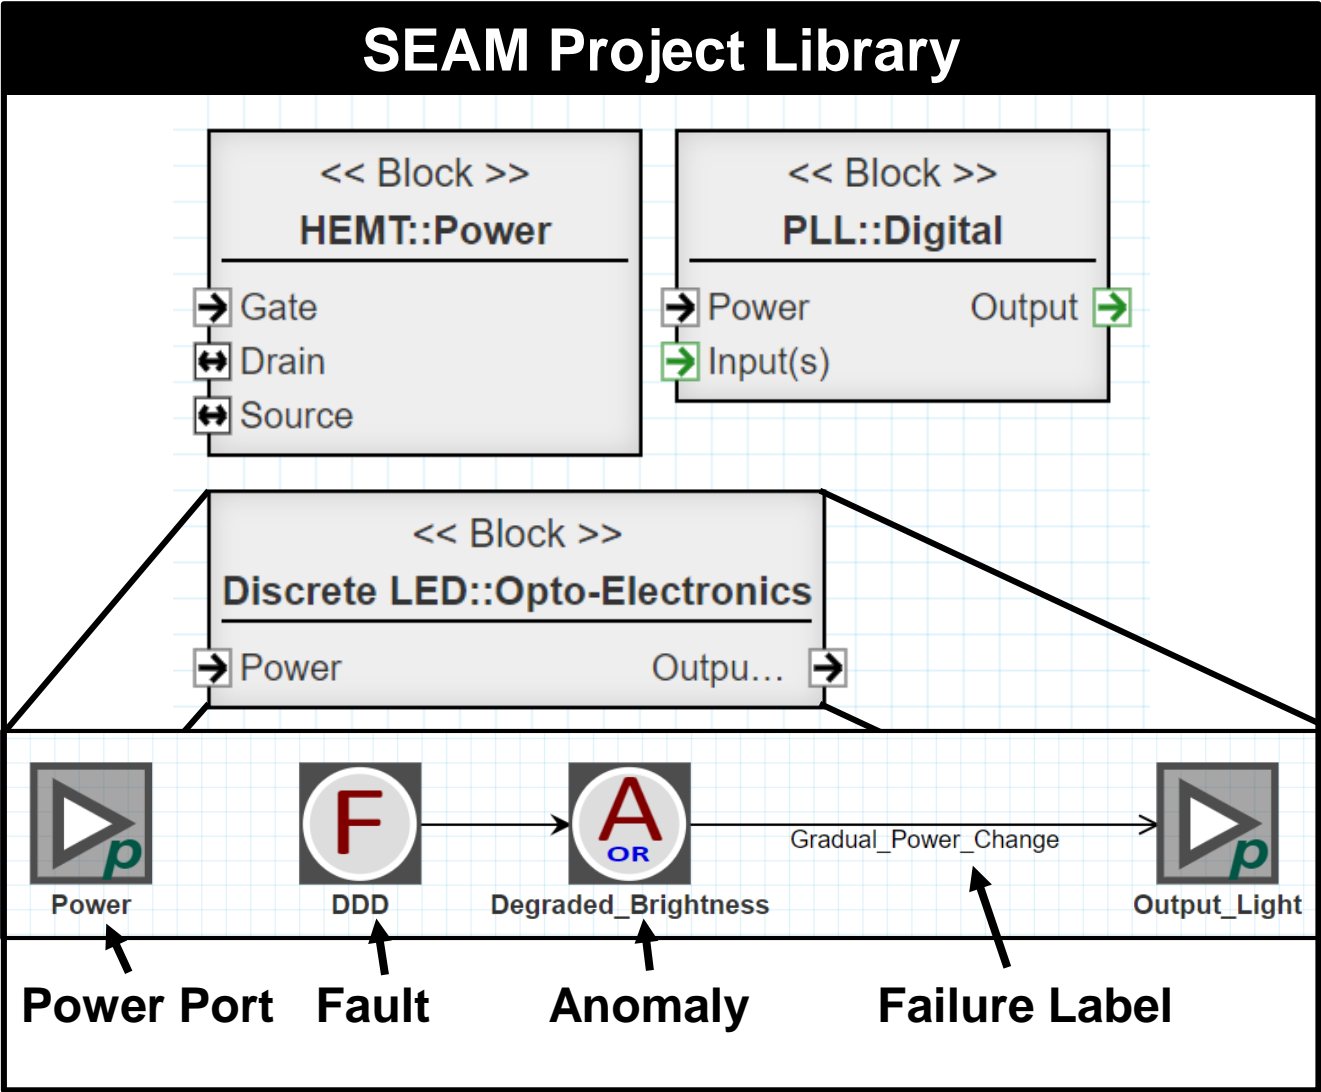 SEAM Project Library
<< Block >>
HEMT::Power
Gate
Drain
Source
<< Block >>
PLL::Digital
Power Output
Input(s)
<< Block >>
Discrete LED::Opto-Electronics
Power Outpu...
p
Power
F
DDD
A
OR
Degraded_Brightness
Gradual_Power_Change
p
Output_Light
Power Port Fault Anomaly Failure Label